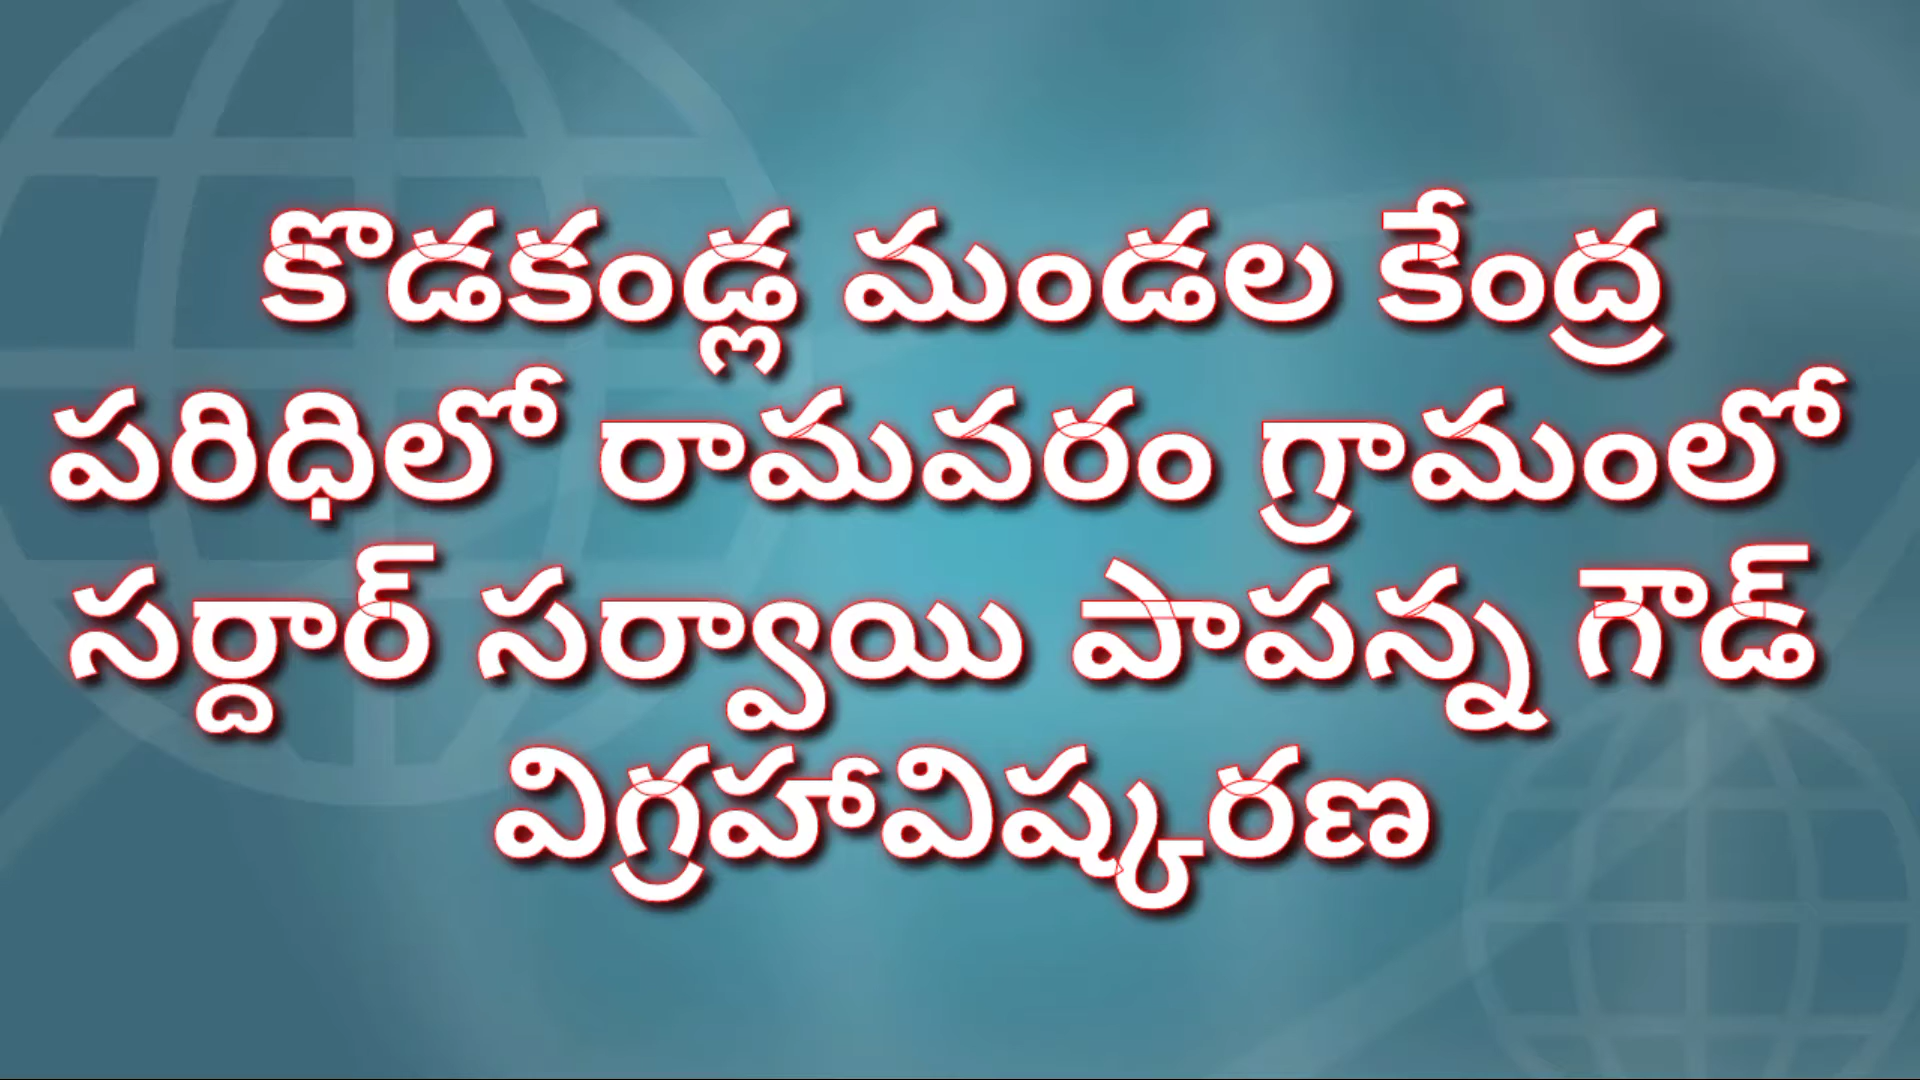 కొడకండ్ల మండల కేంద్ర
పరిధిలో రామవరం గ్రామంలో
సర్దార్ సర్వాయి పాపన్న గౌడ్
విగ్రహావిష్కరణ